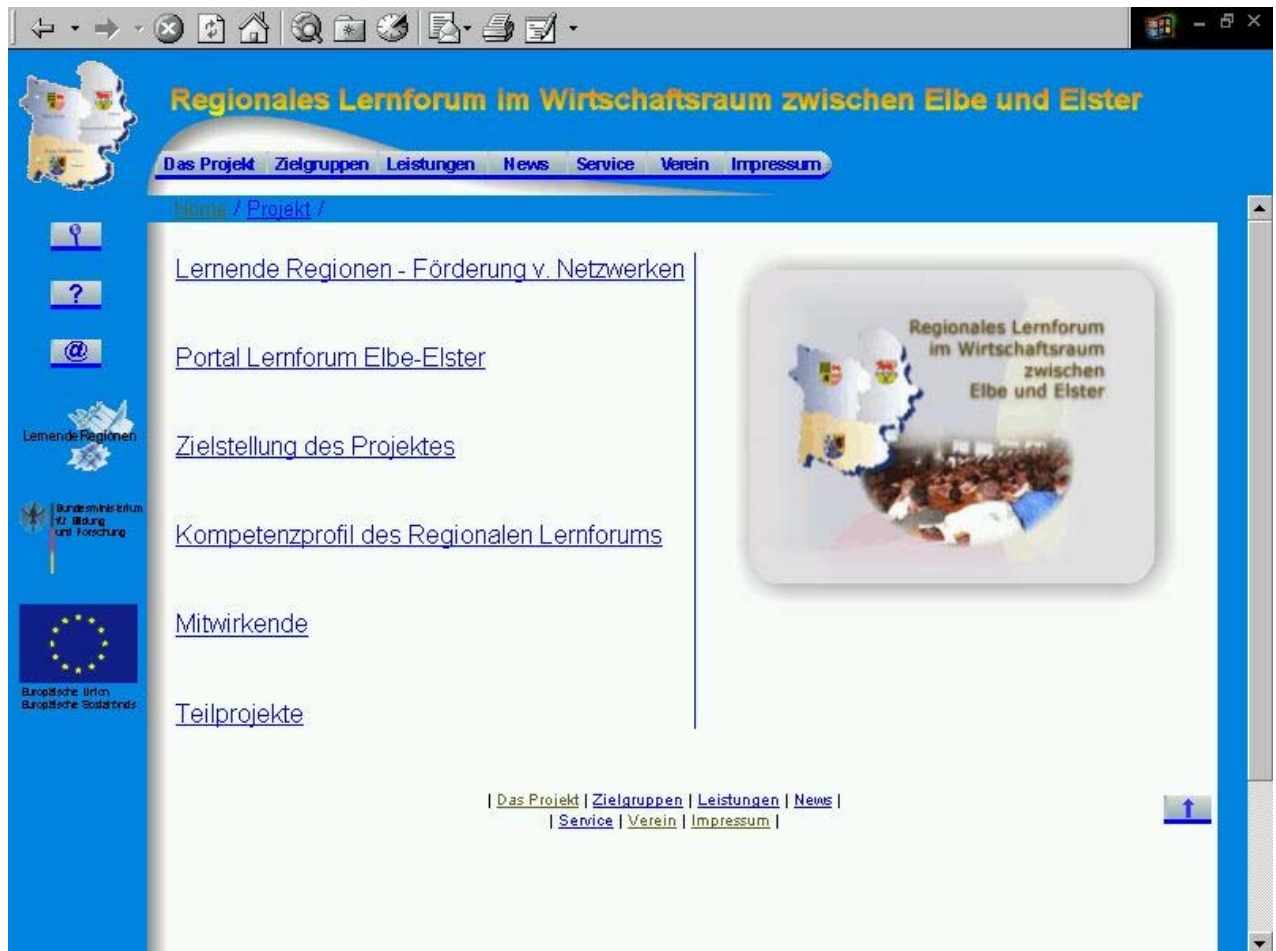 Regionales Lernforum im Wirtschaftsraum zwischen Elbe und Elster
Das Projekt Zielgruppen Leistungen News Service Verein Impressum
Home / Projekt /
?
@
Lernende Regionen
Bundesministerium
für Bildung
und Forschung
Europäische Union
Europäische Sozialfonds
Lernende Regionen - Förderung v. Netzwerken
Portal Lernforum Elbe-Elster
Zielstellung des Projektes
Kompetenzprofil des Regionalen Lernforums
Mitwirkende
Teilprojekte
Regionales Lernforum
im Wirtschaftsraum
zwischen
Elbe und Elster
| Das Projekt | Zielgruppen | Leistungen | News |
| Service | Verein | Impressum |